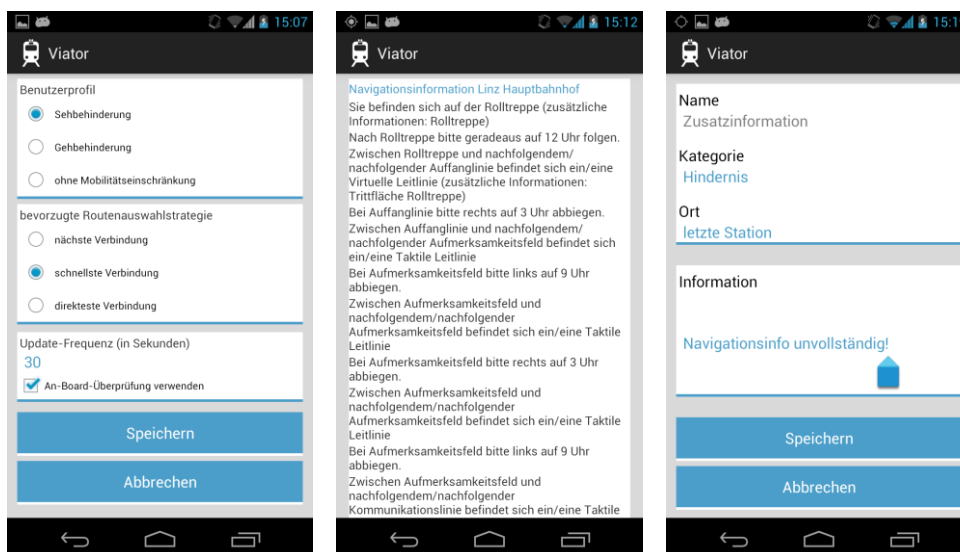 15:07
Viator
Benutzerprofil
Sehbehinderung
Gehbehinderung
ohne Mobilitätseinschränkung
bevorzugte Routenauswahlstrategie
nächste Verbindung
schnellste Verbindung
direkteste Verbindung
Update-Frequenz (in Sekunden)
30
An-Board-Überprüfung verwenden
Speichern
Abbrechen
15:12
Viator
Navigationsinformation Linz Hauptbahnhof
Sie befinden sich auf der Rolltreppe (zusätzliche
Informationen: Rolltreppe)
Nach Rolltreppe bitte geradeaus auf 12 Uhr folgen.
Zwischen Rolltreppe und nachfolgendem/
nachfolgender Auffanglinie befindet sich ein/eine
Virtuelle Leitlinie (zusätzliche Informationen:
Trittfläche Rolltreppe)
Bei Auffanglinie bitte rechts auf 3 Uhr abbiegen.
Zwischen Auffanglinie und nachfolgendem/
nachfolgender Aufmerksamkeitsfeld befindet sich
ein/eine Taktile Leitlinie
Bei Aufmerksamkeitsfeld bitte links auf 9 Uhr
abbiegen.
Zwischen Aufmerksamkeitsfeld und
nachfolgendem/nachfolgender
Aufmerksamkeitsfeld befindet sich ein/eine Taktile
Leitlinie
Bei Aufmerksamkeitsfeld bitte rechts auf 3 Uhr
abbiegen.
Zwischen Aufmerksamkeitsfeld und
nachfolgendem/nachfolgender
Aufmerksamkeitsfeld befindet sich ein/eine Taktile
Leitlinie
Bei Aufmerksamkeitsfeld bitte links auf 9 Uhr
abbiegen.
Zwischen Aufmerksamkeitsfeld und
nachfolgendem/nachfolgender
Kommunikationslinie befindet sich ein/eine Taktile
Viator
Name
Zusatzinformation
Kategorie
Hindernis
Ort
letzte Station
Information
Navigationsinfo unvollständig!
Speichern
Abbrechen